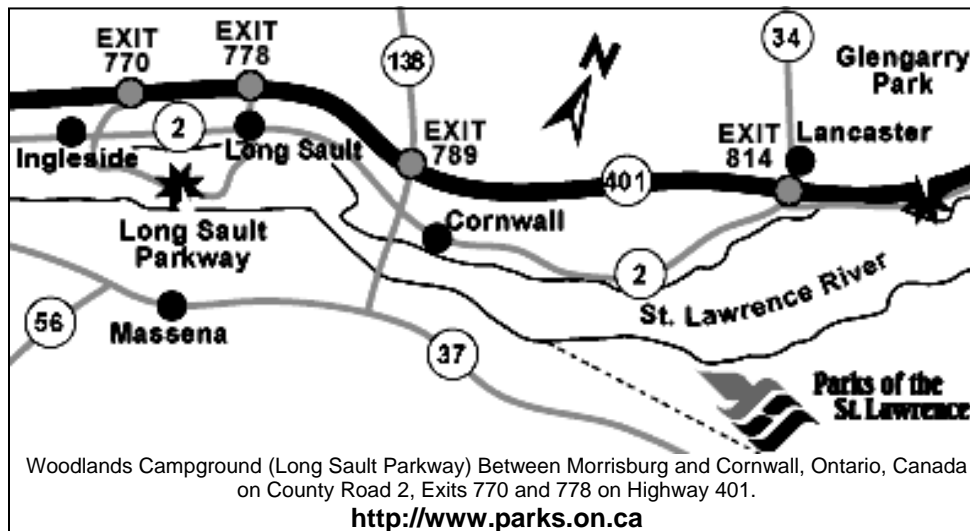 EXIT
770
EXIT
778
138
N
34
Glengarry
Park
2
Ingleside
Long Sault
EXIT
789
EXIT
814
Lancaster
401
Long Sault
Parkway
Cornwall
2
St. Lawrence River
56
Massena
37
Parks of the
St. Lawrence
Woodlands Campground (Long Sault Parkway) Between Morrisburg and Cornwall, Ontario, Canada
on County Road 2, Exits 770 and 778 on Highway 401.
http://www.parks.on.ca